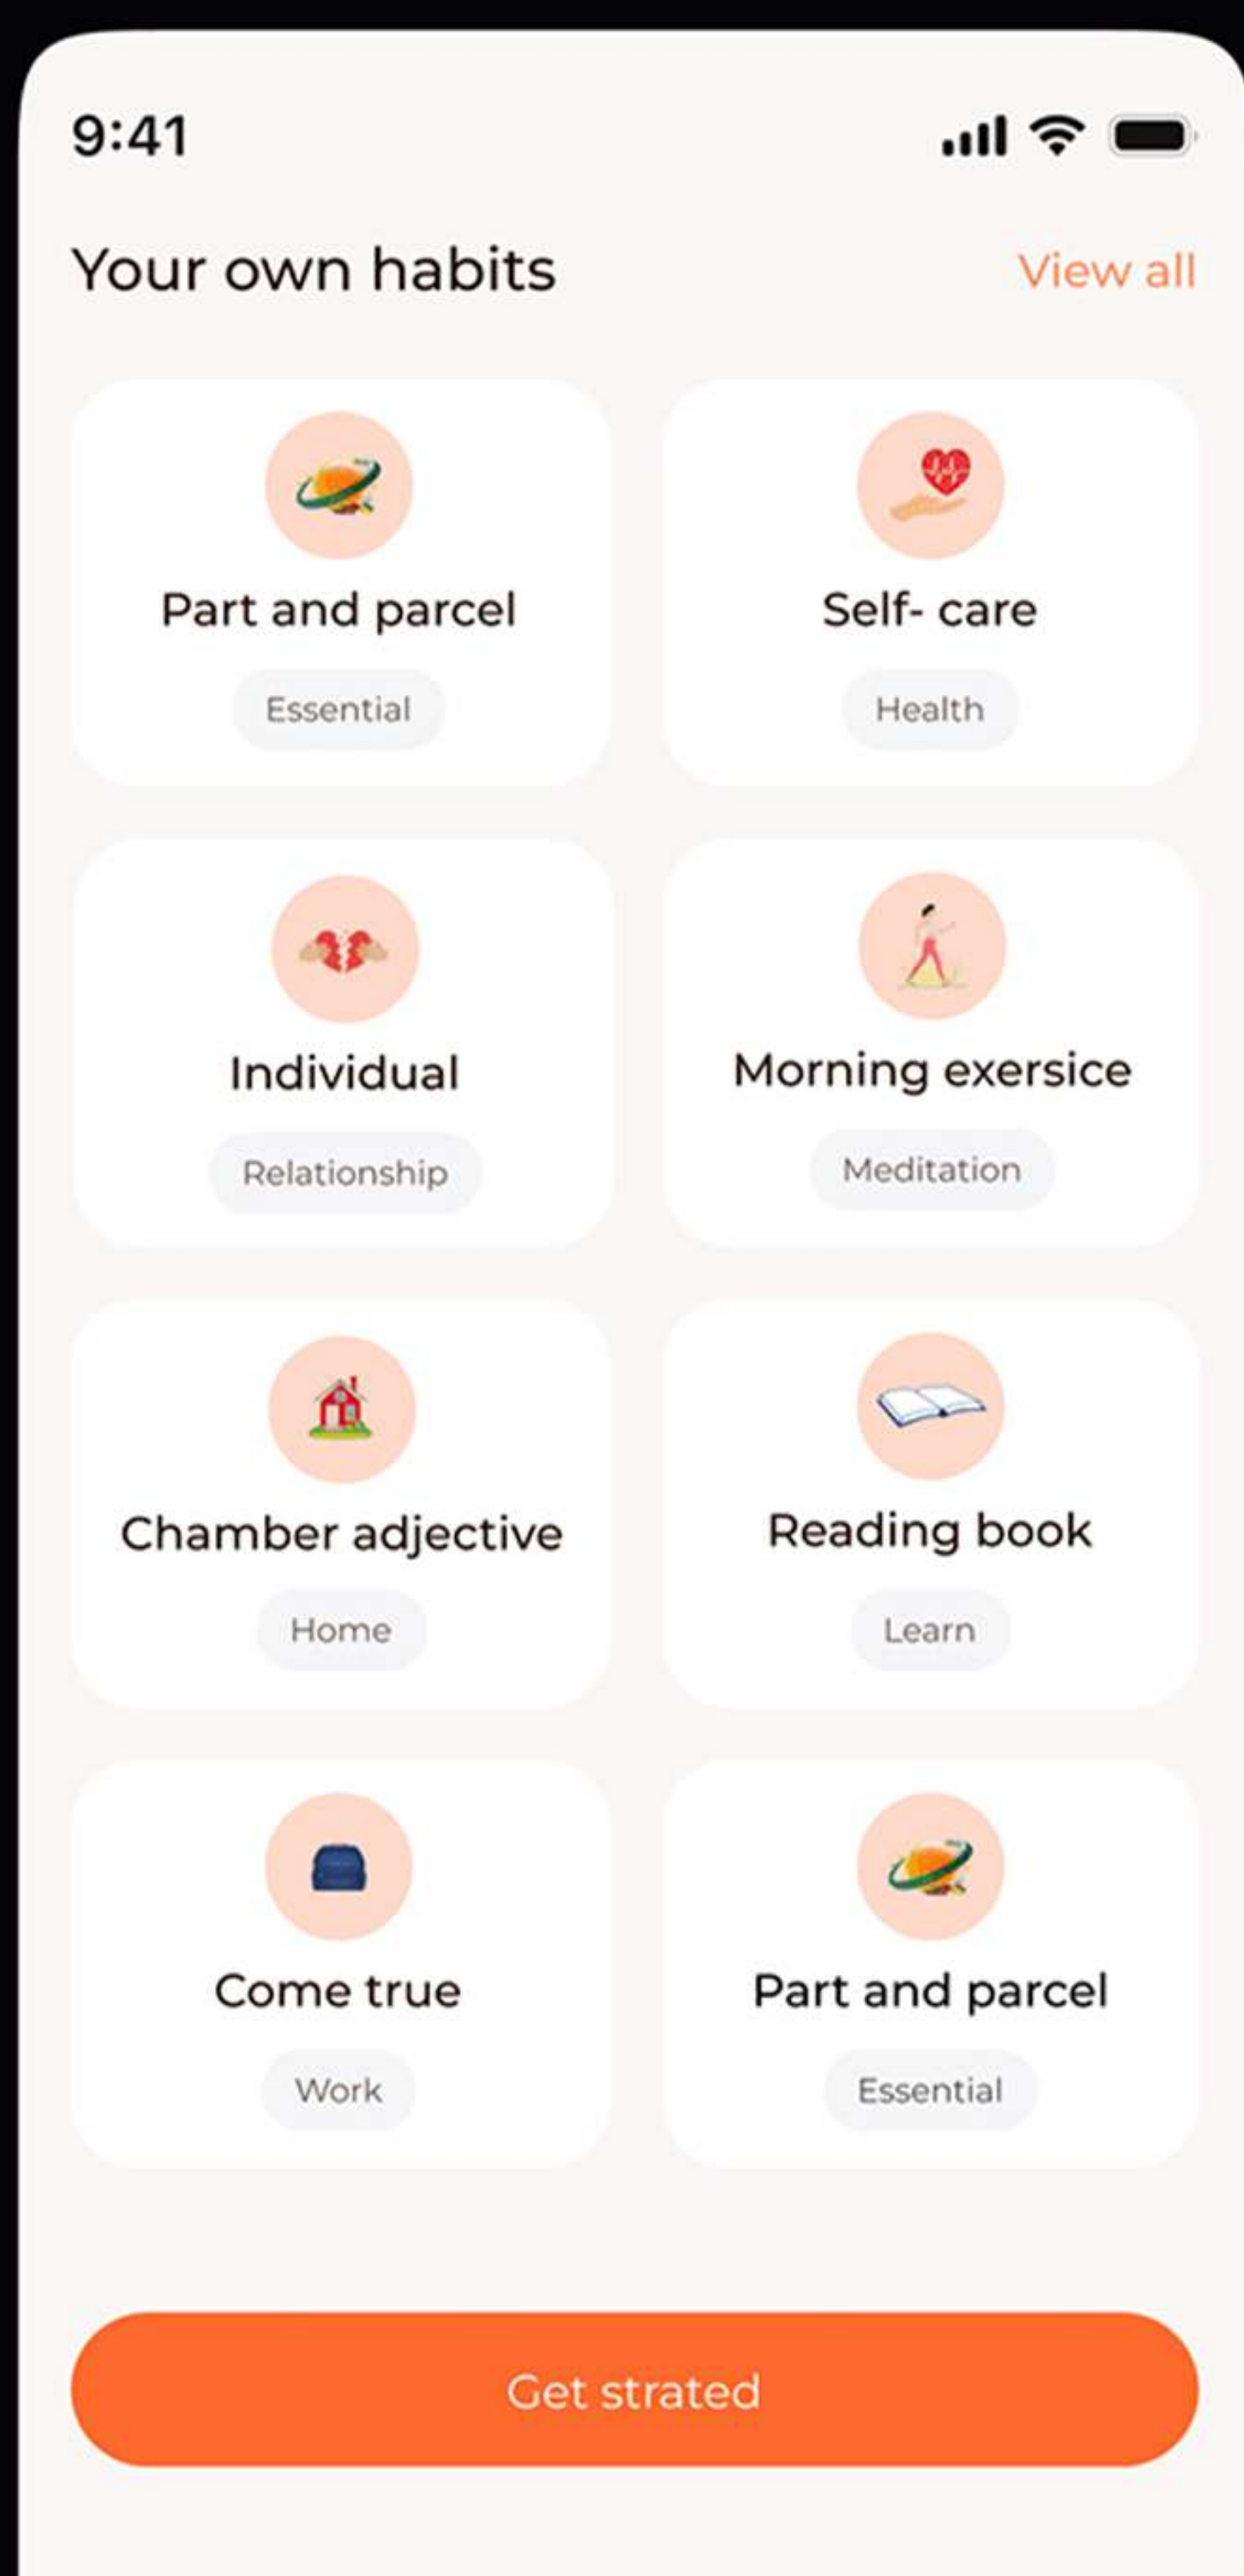 9:41
Your own habits
View all
Part and parcel
Essential
Self- care
Health
Individual
Relationship
Morning exersice
Meditation
Chamber adjective
Home
Reading book
Learn
Come true
Work
Part and parcel
Essential
Get strated